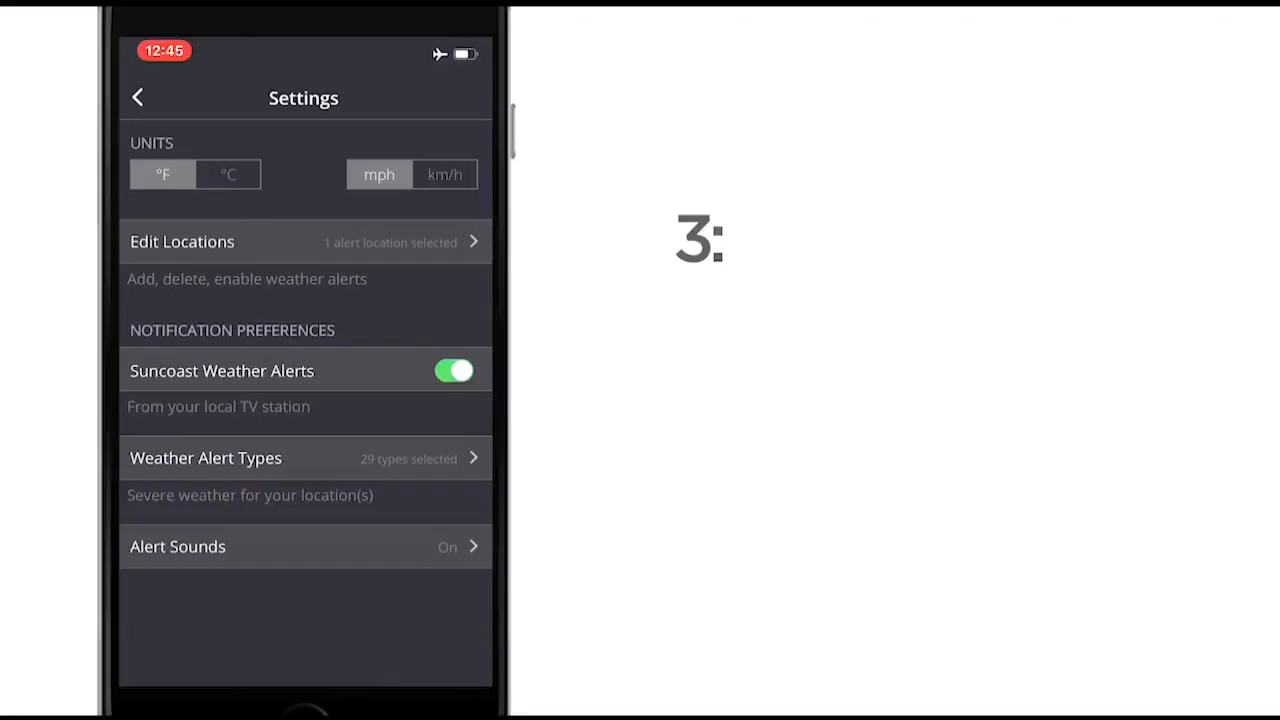 12:45
Settings
UNITS
°F °C mph km/h
Edit Locations 1 alert location selected
Add, delete, enable weather alerts
NOTIFICATION PREFERENCES
Suncoast Weather Alerts
From your local TV station
Weather Alert Types 29 types selected
Severe weather for your location(s)
Alert Sounds On
3: